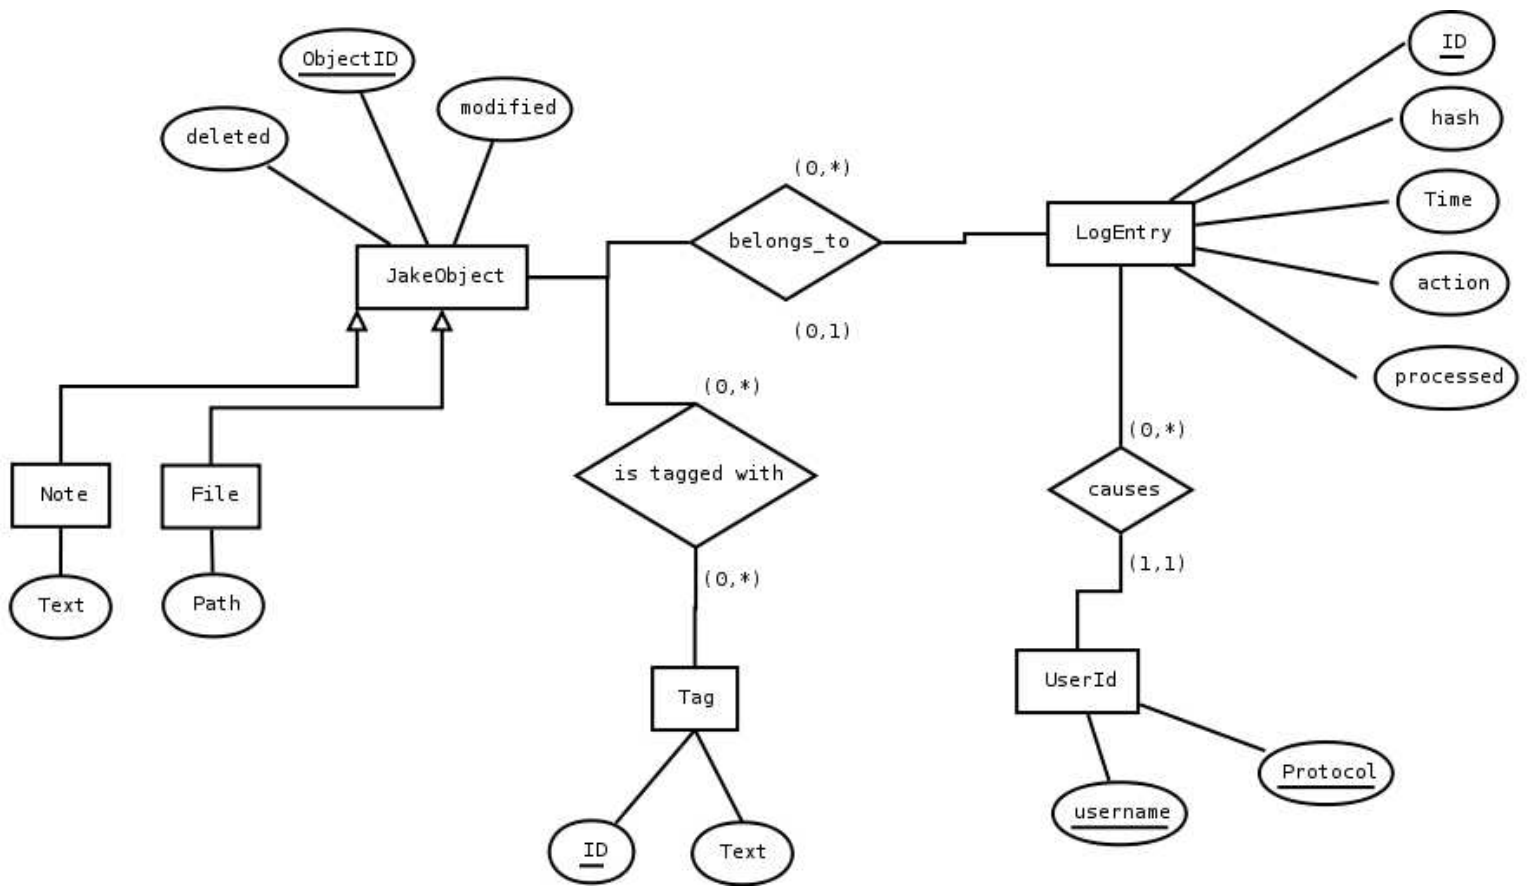 ObjectID
modified
deleted
JakeObject
(0,*)
belongs_to
(0,1)
LogEntry
ID
hash
Time
action
processed
(0,*)
is tagged with
(0,*)
(0,*)
causes
(1,1)
Note
File
Text
Path
Tag
ID
Text
UserId
username
Protocol